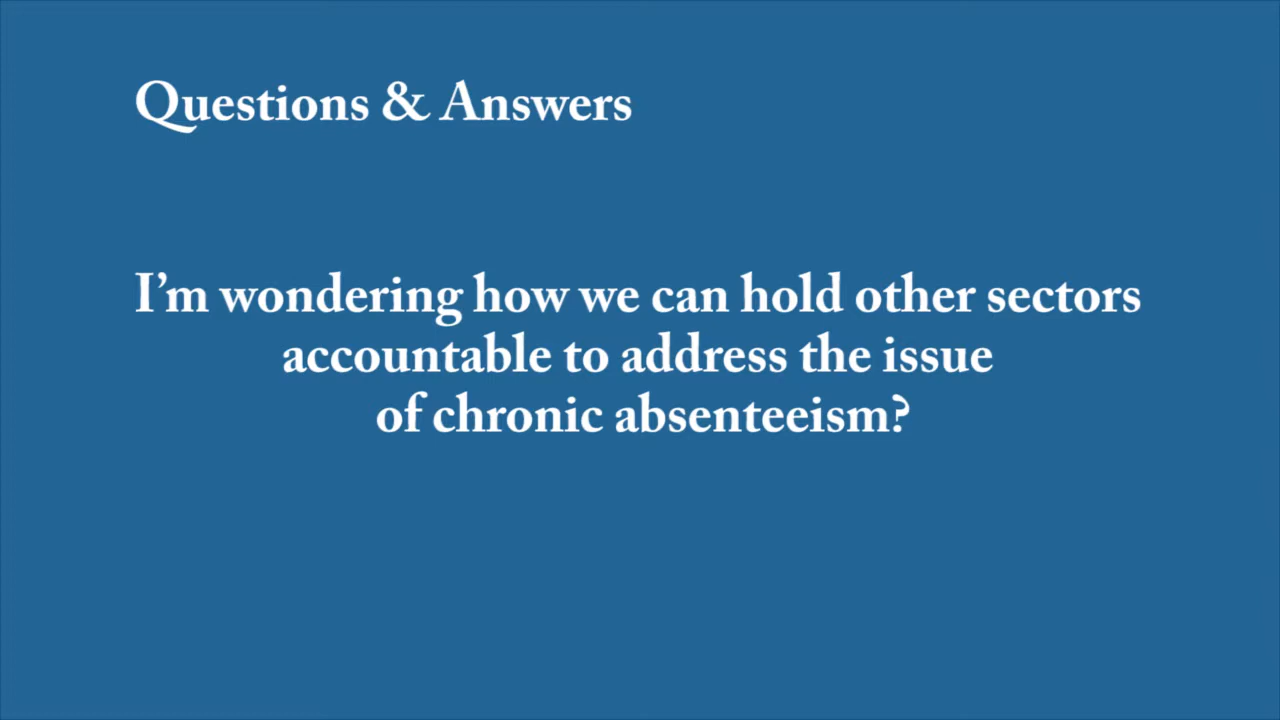 Questions & Answers
I’m wondering how we can hold other sectors
accountable to address the issue
of chronic absenteeism?